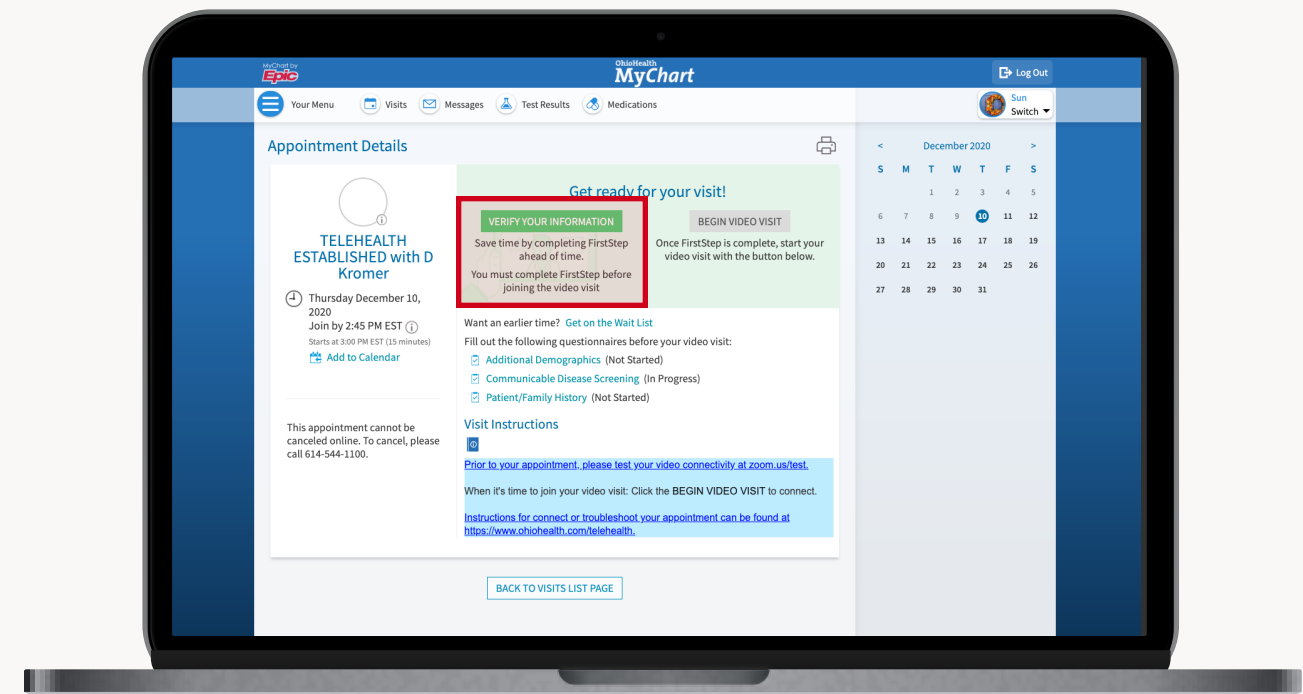 MyChart by
Epic
OhioHealth
MyChart
Log Out
Your Menu
Visits
Messages
Test Results
Medications
Sun
Switch
Appointment Details
TELEHEALTH
ESTABLISHED with D
Kromer
Thursday December 10,
2020
Join by 2:45 PM EST
Starts at 3:00 PM EST (15 minutes)
Add to Calendar
This appointment cannot be
canceled online. To cancel, please
call 614-544-1100.
Get ready for your visit!
VERIFY YOUR INFORMATION
Save time by completing FirstStep
ahead of time.
You must complete FirstStep before
joining the video visit
BEGIN VIDEO VISIT
Once FirstStep is complete, start your
video visit with the button below.
Want an earlier time? Get on the Wait List
Fill out the following questionnaires before your video visit:
Additional Demographics (Not Started)
Communicable Disease Screening (In Progress)
Patient/Family History (Not Started)
Visit Instructions
Prior to your appointment, please test your video connectivity at zoom.us/test.
When it's time to join your video visit: Click the BEGIN VIDEO VISIT to connect.
Instructions for connect or troubleshoot your appointment can be found at
https://www.ohiohealth.com/telehealth.
BACK TO VISITS LIST PAGE
< December 2020 >
S M T W T F S
1 2 3 4 5
6 7 8 9 10 11 12
13 14 15 16 17 18 19
20 21 22 23 24 25 26
27 28 29 30 31